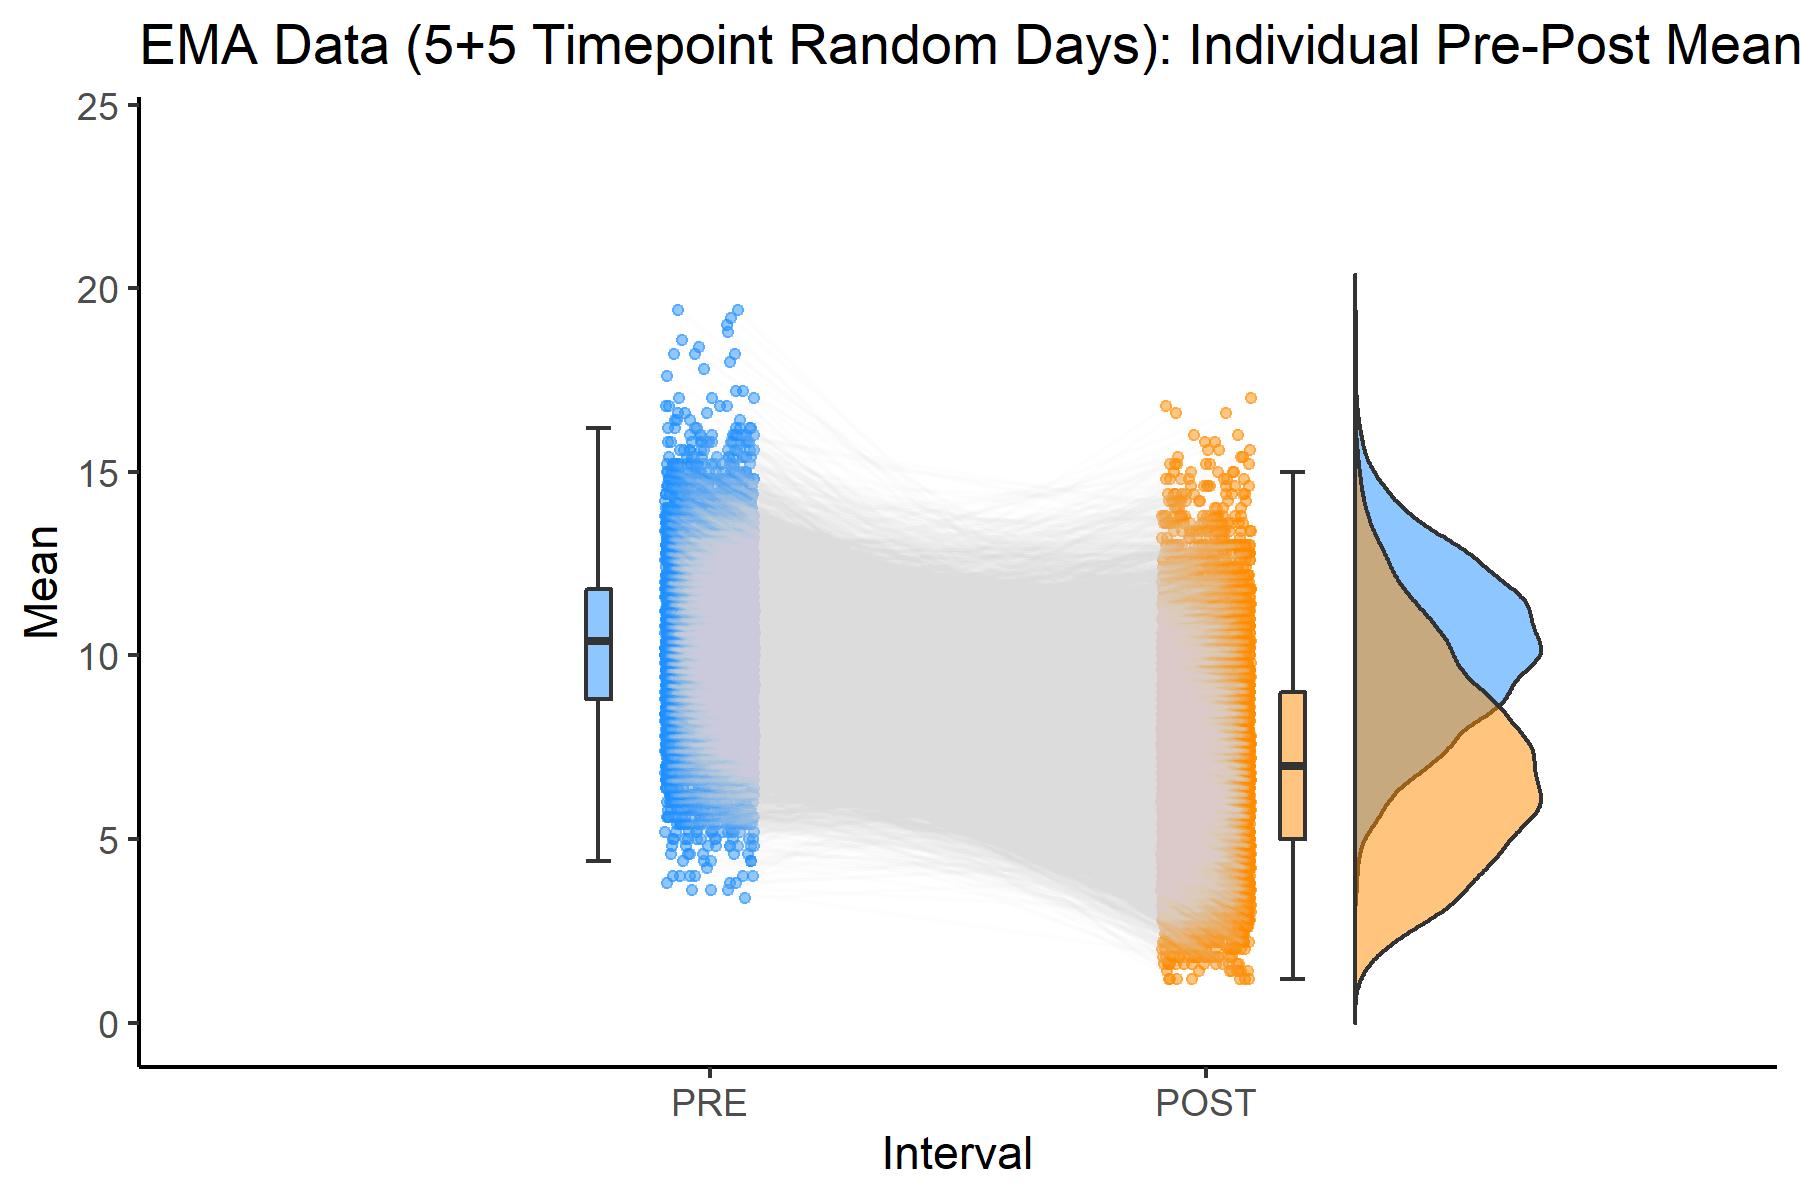 EMA Data (5+5 Timepoint Random Days): Individual Pre-Post Mean
25
20
15
10
5
0
Mean
PRE
POST
Interval